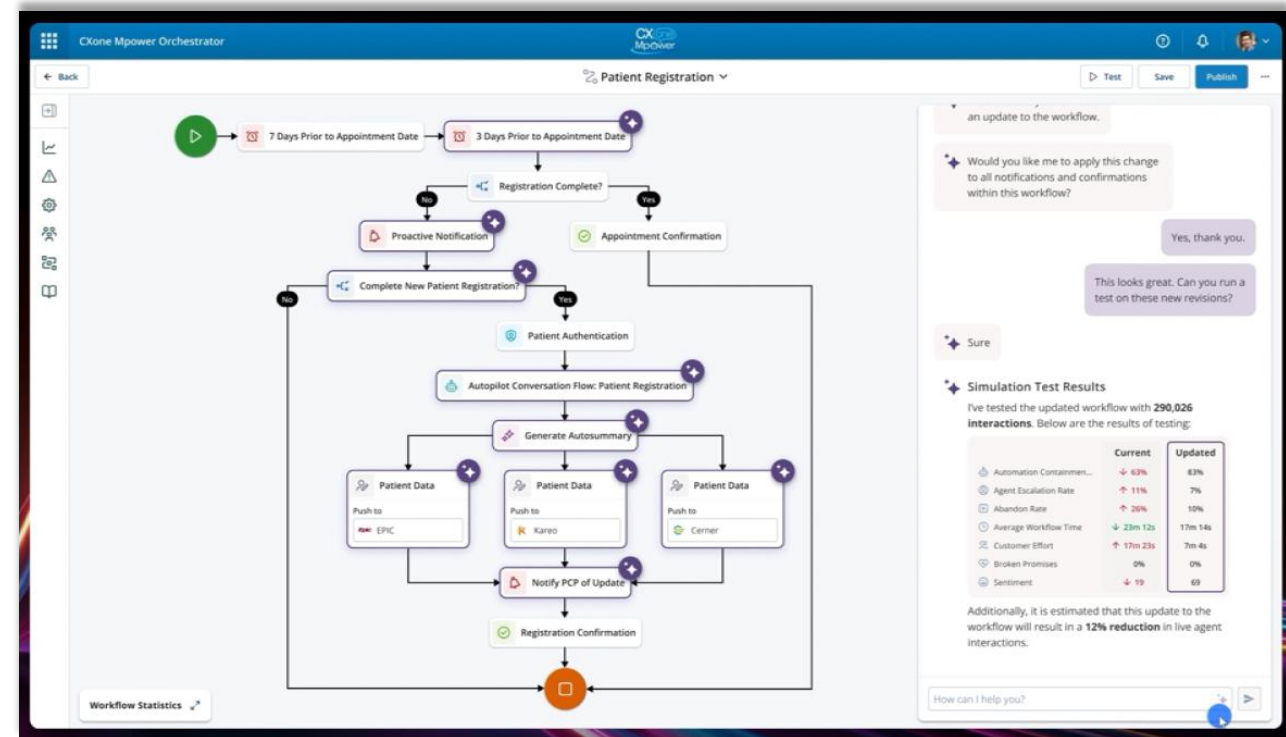 CXone Mpower Orchestrator
CXone
Mpower
← Back
Patient Registration
Test
Save
Publish
7 Days Prior to Appointment Date
3 Days Prior to Appointment Date
Registration Complete?
No
Yes
Proactive Notification
Appointment Confirmation
Complete New Patient Registration?
No
Yes
Patient Authentication
Autopilot Conversation Flow: Patient Registration
Generate Autosummary
Patient Data
Push to
EPIC
Patient Data
Push to
Kareo
Patient Data
Push to
Cerner
Notify PCP of Update
Registration Confirmation
Workflow Statistics
an update to the workflow.
Would you like me to apply this change
to all notifications and confirmations
within this workflow?
Yes, thank you.
This looks great. Can you run a
test on these new revisions?
Sure
Simulation Test Results
I've tested the updated workflow with 290,026
interactions. Below are the results of testing:
Current Updated
Automation Containmen... ↓ 63% 83%
Agent Escalation Rate ↑ 11% 7%
Abandon Rate ↑ 26% 10%
Average Workflow Time ↓ 23m 12s 17m 14s
Customer Effort ↑ 17m 23s 7m 4s
Broken Promises 0% 0%
Sentiment ↓ 19 69
Additionally, it is estimated that this update to the
workflow will result in a 12% reduction in live agent
interactions.
How can I help you?